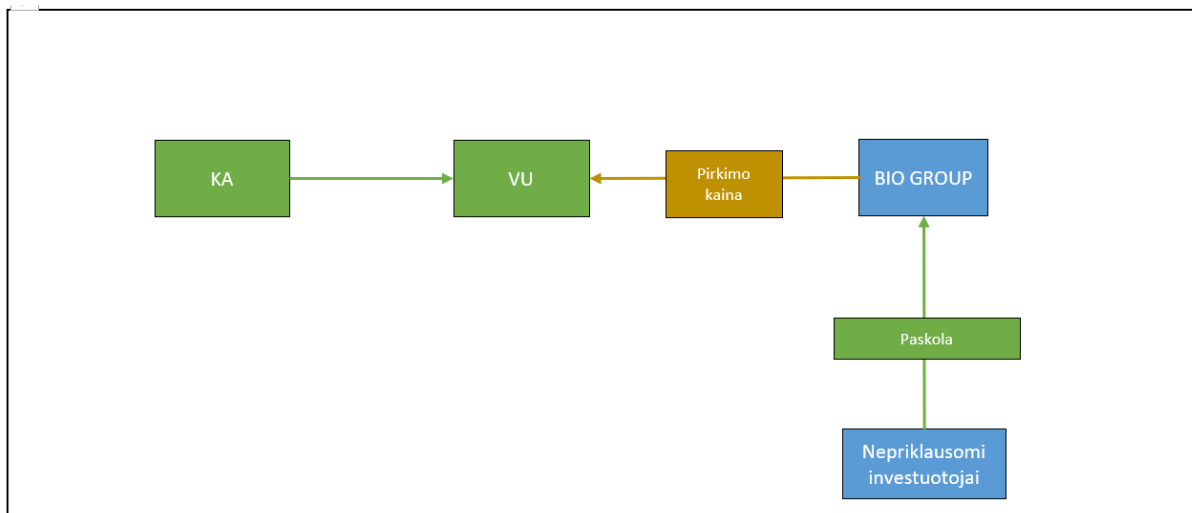 KA
VU
Pirkimo
kaina
BIO GROUP
Paskola
Nepriklausomi
investuotojai